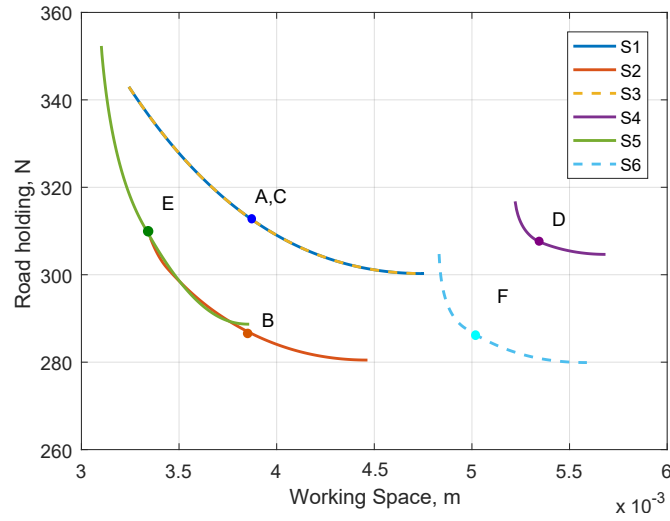 360
340
320
300
280
260
Road holding, N
3
3.5
4
4.5
5
5.5
6
Working Space, m
x 10⁻³
S1
S2
S3
S4
S5
S6
A,C
E
D
F
B